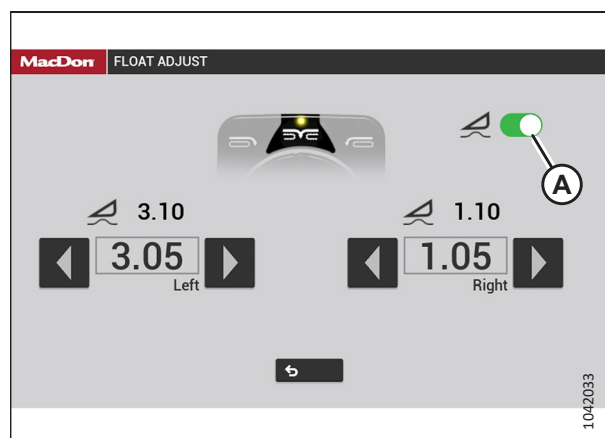 MacDon FLOAT ADJUST
A
3.10 1.10
3.05 1.05
Left Right
1042033